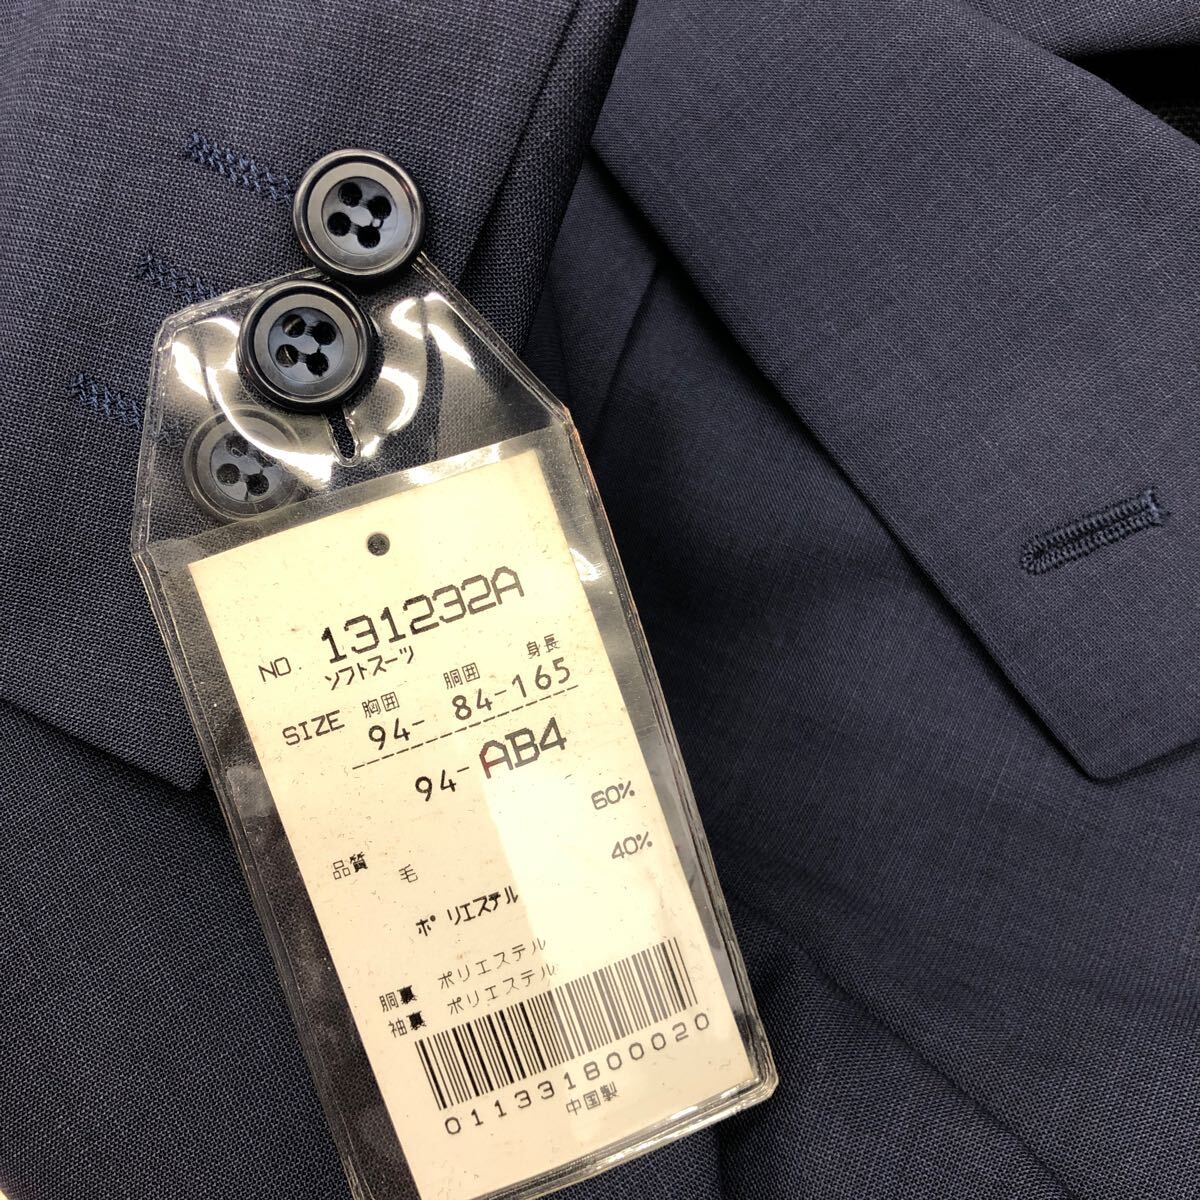 NO. 131232A
ソフトスーツ
胸囲 胴囲 身長
SIZE 94- 84-165
94-AB4
品質 毛 60%
ポリエステル 40%
胴裏 ポリエステル
袖裏 ポリエステル
0113318000020
中国製